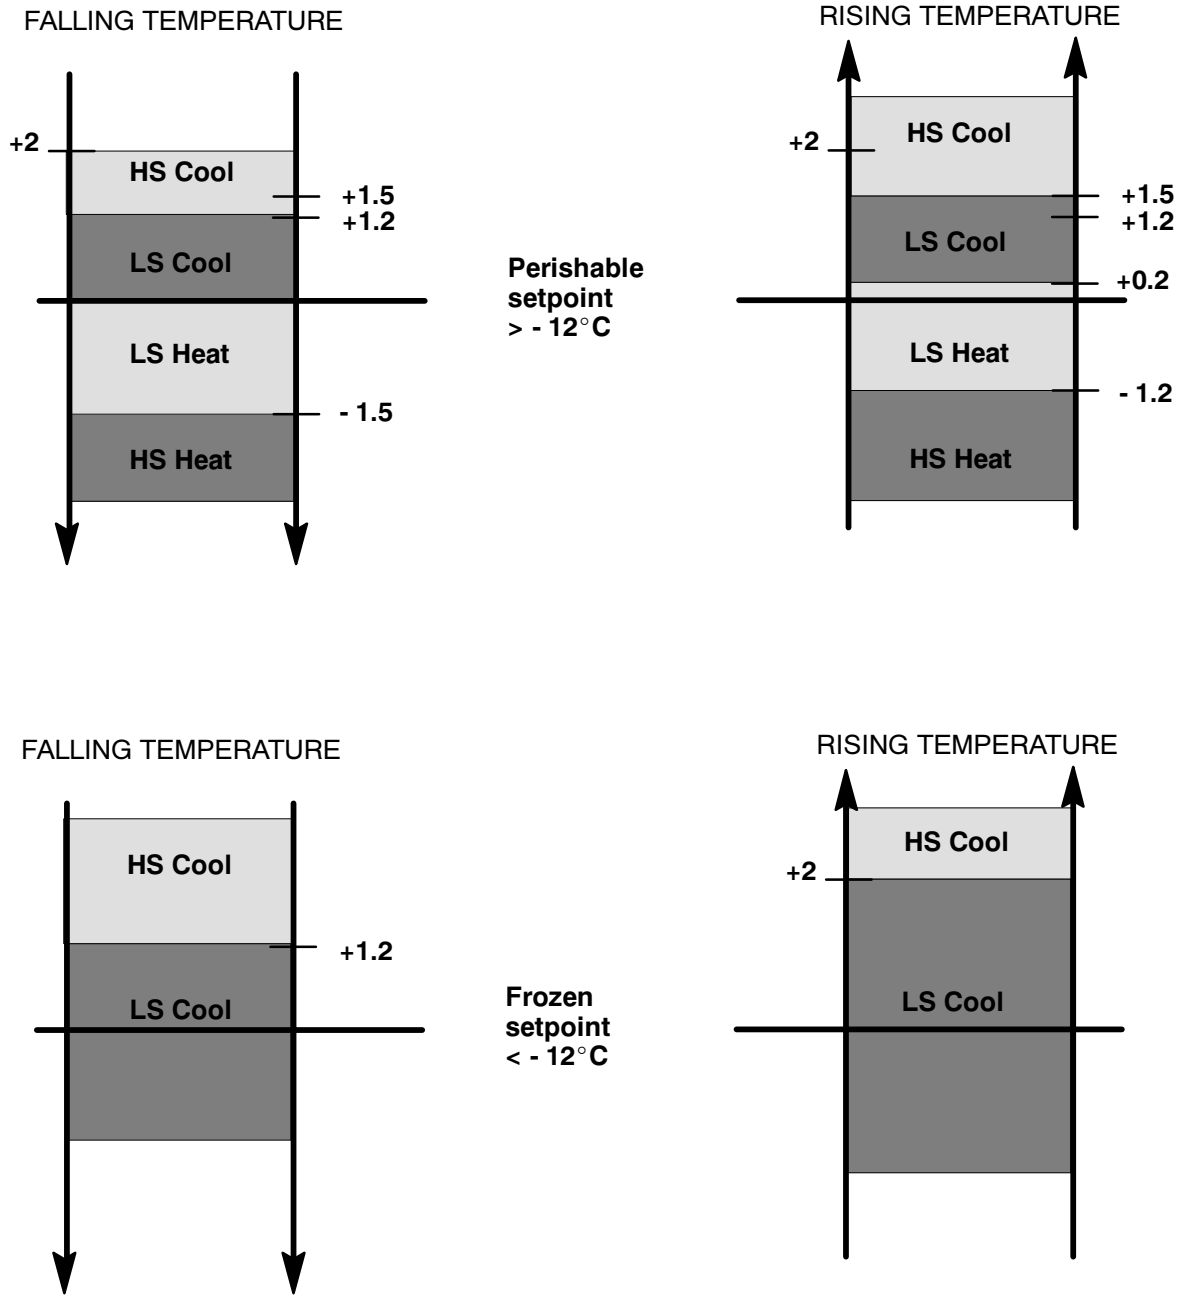 FALLING TEMPERATURE
RISING TEMPERATURE
+2
HS Cool
+1.5
+1.2
LS Cool
LS Heat
- 1.5
HS Heat
Perishable
setpoint
> - 12°C
+2
HS Cool
+1.5
+1.2
LS Cool
+0.2
LS Heat
- 1.2
HS Heat
FALLING TEMPERATURE
RISING TEMPERATURE
HS Cool
+1.2
LS Cool
Frozen
setpoint
< - 12°C
HS Cool
+2
LS Cool